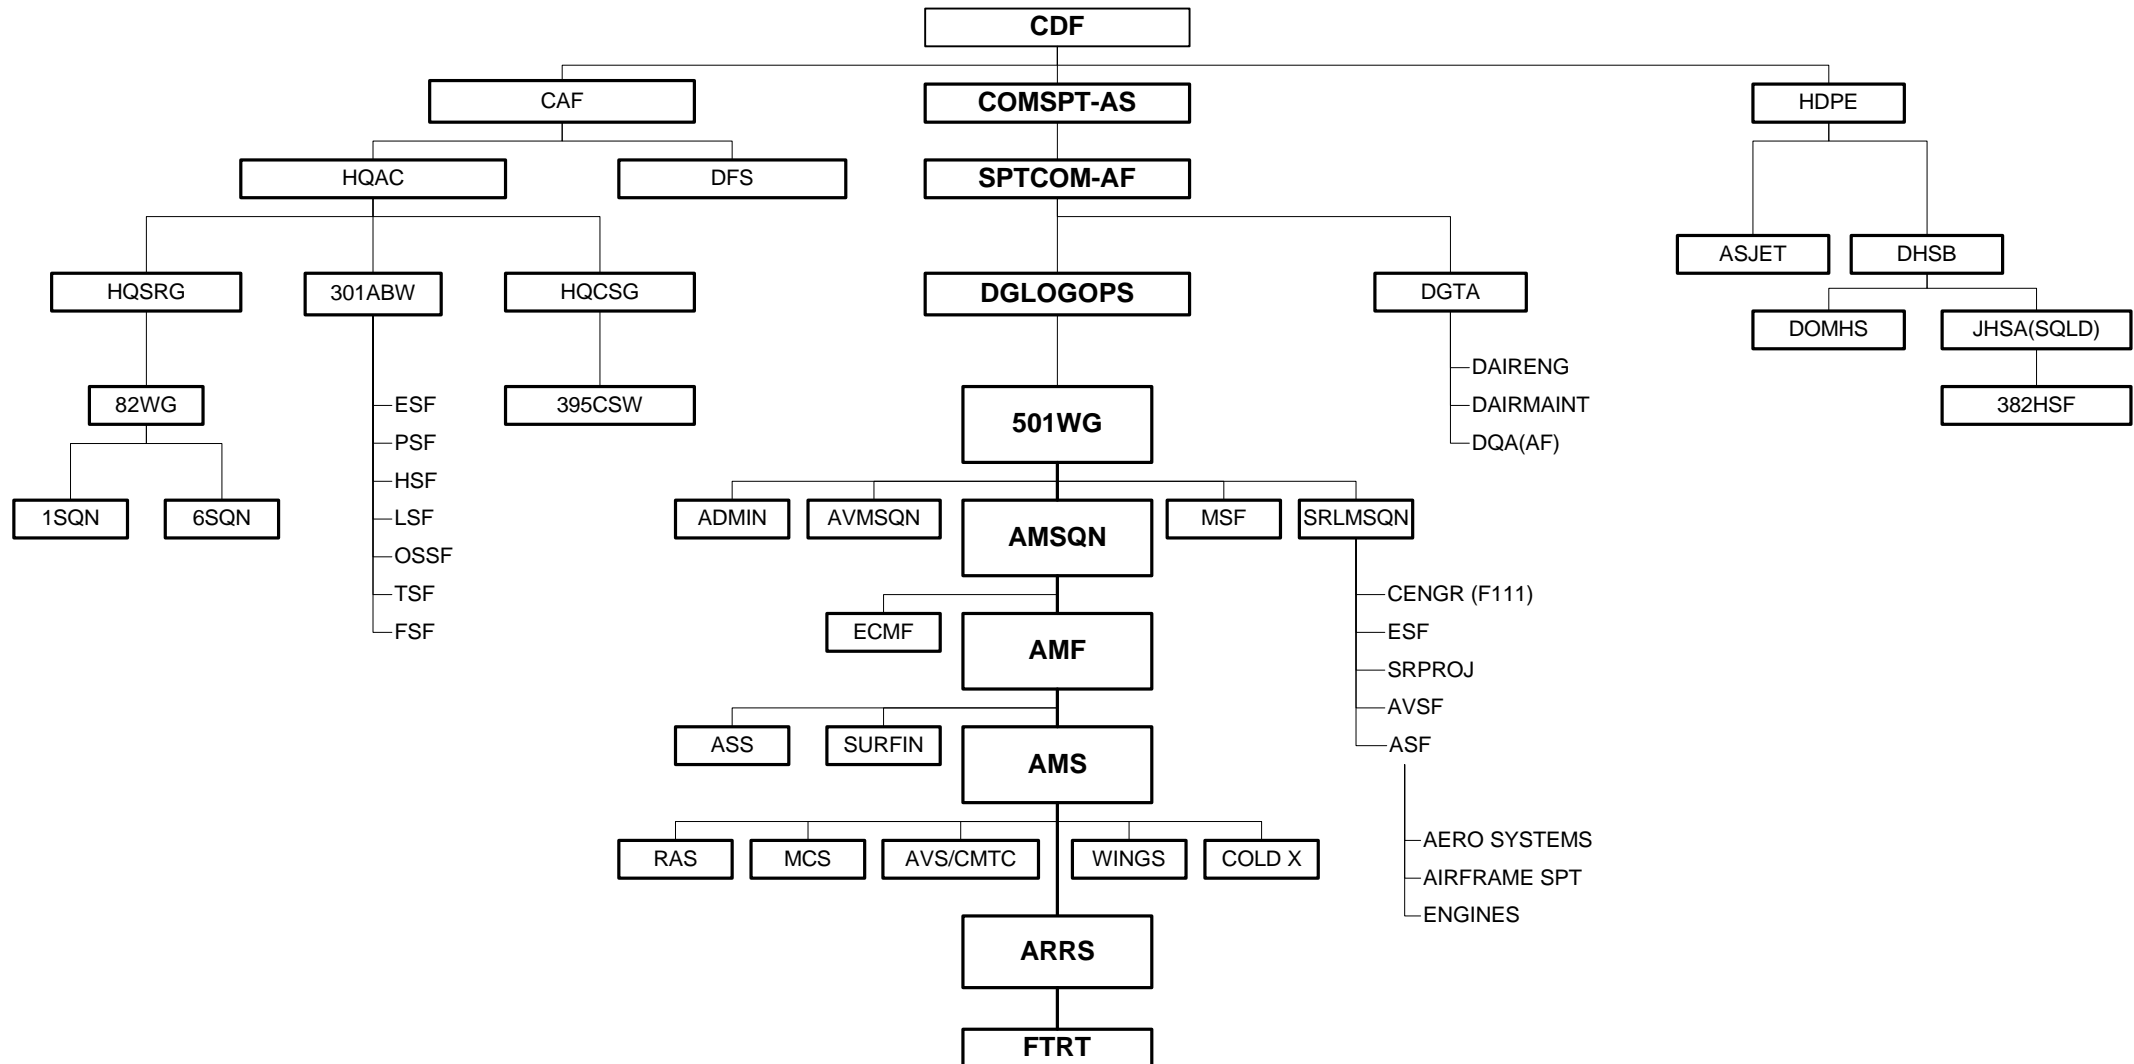 CDF
CAF
COMSPT-AS
HDPE
HQAC
DFS
SPTCOM-AF
ASJET
DHSB
HQSRG
301ABW
HQCSG
DGLOGOPS
DGTA
DOMHS
JHSA(SQLD)
DAIRENG
DAIRMAINT
DQA(AF)
82WG
395CSW
501WG
382HSF
ESF
PSF
HSF
LSF
OSSF
TSF
FSF
1SQN
6SQN
ADMIN
AVMSQN
AMSQN
MSF
SRLMSQN
CENGR (F111)
ESF
SRPROJ
AVSF
ASF
ECMF
AMF
ASS
SURFIN
AMS
AERO SYSTEMS
AIRFRAME SPT
ENGINES
RAS
MCS
AVS/CMTC
WINGS
COLD X
ARRS
FTRT